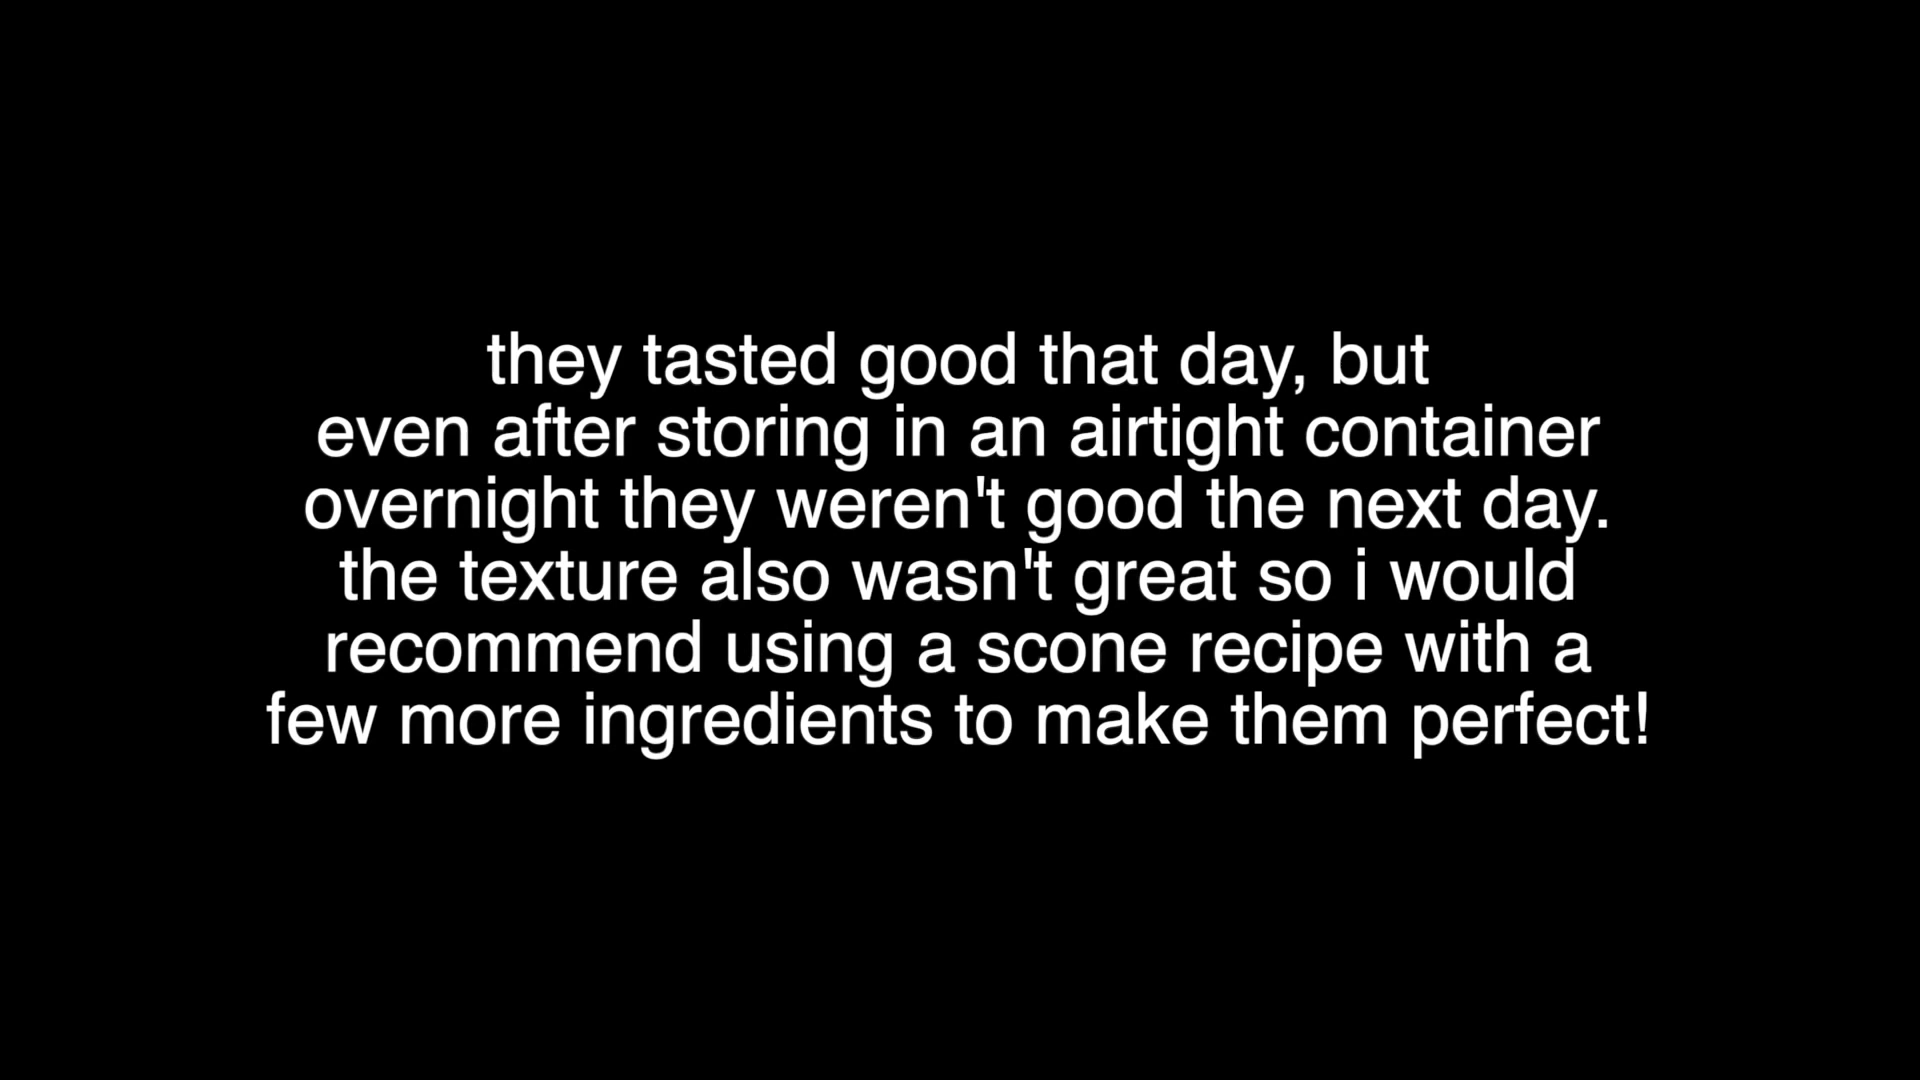 they tasted good that day, but
even after storing in an airtight container
overnight they weren't good the next day.
the texture also wasn't great so i would
recommend using a scone recipe with a
few more ingredients to make them perfect!